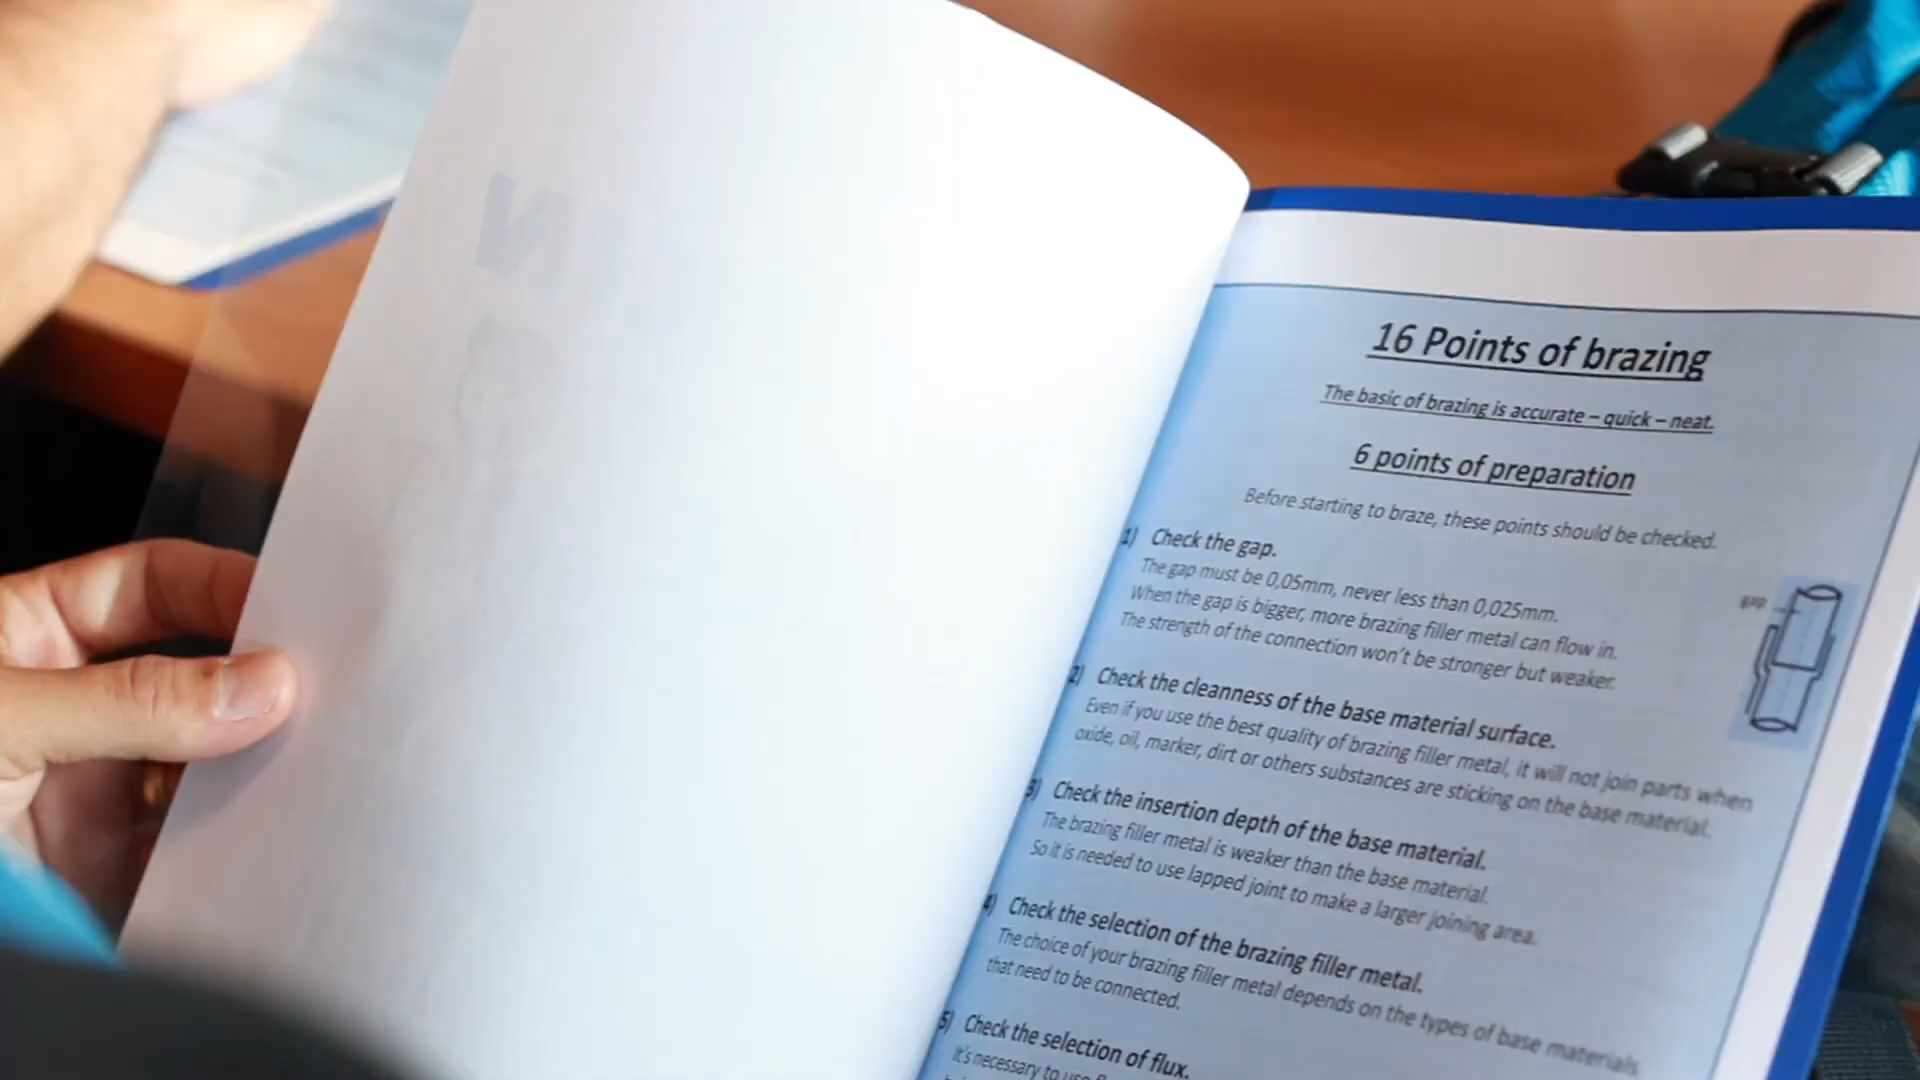 16 Points of brazing
The basic of brazing is accurate – quick – neat.
6 points of preparation
Before starting to braze, these points should be checked.
1) Check the gap.
The gap must be 0,05mm, never less than 0,025mm.
When the gap is bigger, more brazing filler metal can flow in.
The strength of the connection won't be stronger but weaker.
gap
2) Check the cleanness of the base material surface.
Even if you use the best quality of brazing filler metal, it will not join parts when
oxide, oil, marker, dirt or others substances are sticking on the base material.
3) Check the insertion depth of the base material.
The brazing filler metal is weaker than the base material.
So it is needed to use lapped joint to make a larger joining area.
4) Check the selection of the brazing filler metal.
The choice of your brazing filler metal depends on the types of base materials
that need to be connected.
5) Check the selection of flux.
It's necessary to use